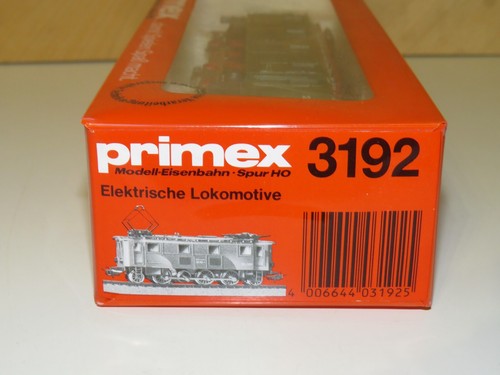 primex 3192
Modell-Eisenbahn · Spur HO
Elektrische Lokomotive
4 006644 031925